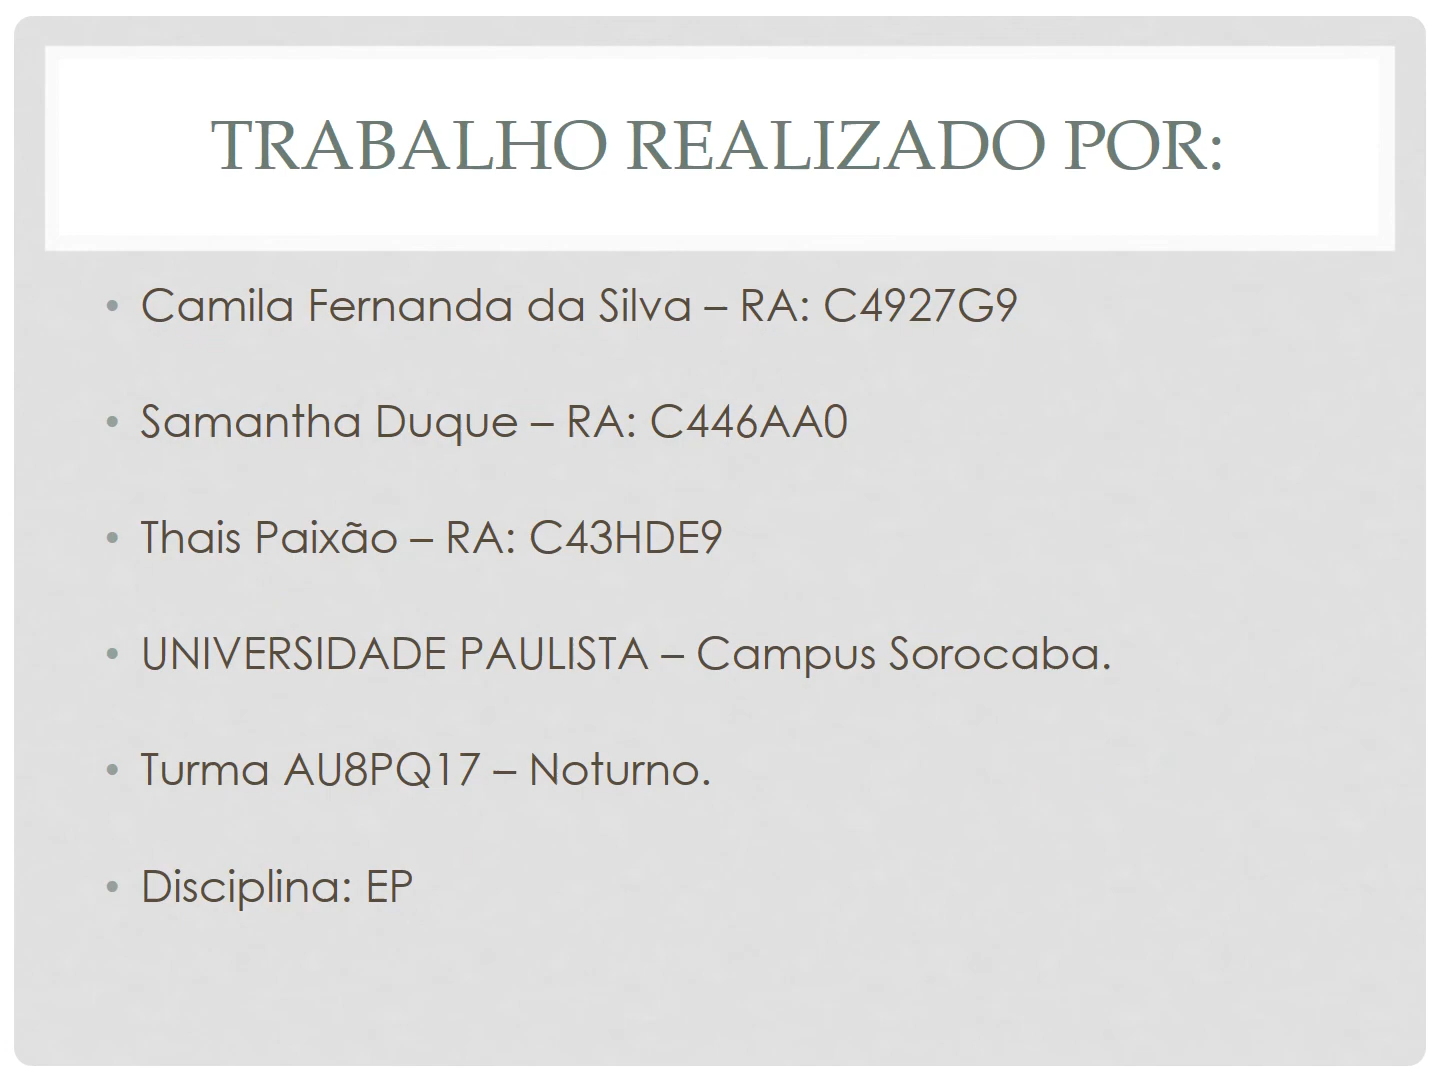 TRABALHO REALIZADO POR:
• Camila Fernanda da Silva – RA: C4927G9
• Samantha Duque – RA: C446AA0
• Thais Paixão – RA: C43HDE9
• UNIVERSIDADE PAULISTA – Campus Sorocaba.
• Turma AU8PQ17 – Noturno.
• Disciplina: EP